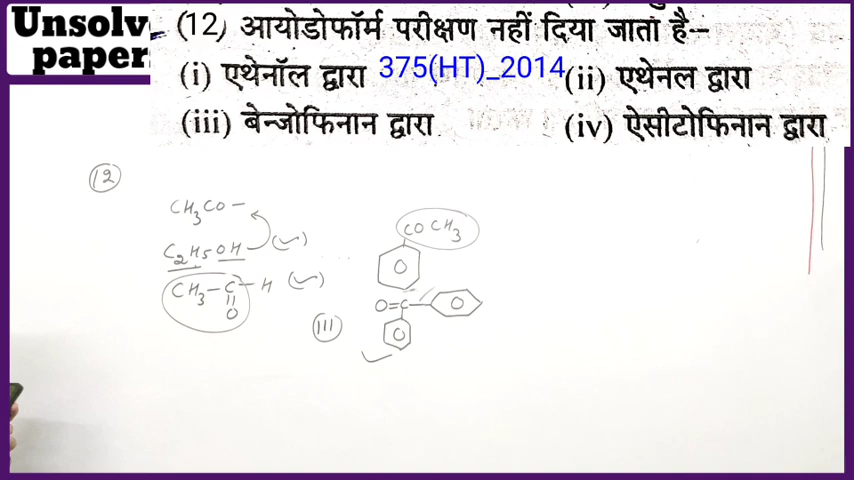 Unsolv
paper
(12) आयोडोफॉर्म परीक्षण नहीं दिया जाता है–
(i) एथेनॉल द्वारा 375(HT)_2014 (ii) एथेनल द्वारा
(iii) बेन्जोफिनान द्वारा (iv) ऐसीटोफिनान द्वारा
12
CH3CO–
COCH3
C2H5OH
CH3–C–H
O
O=C
III